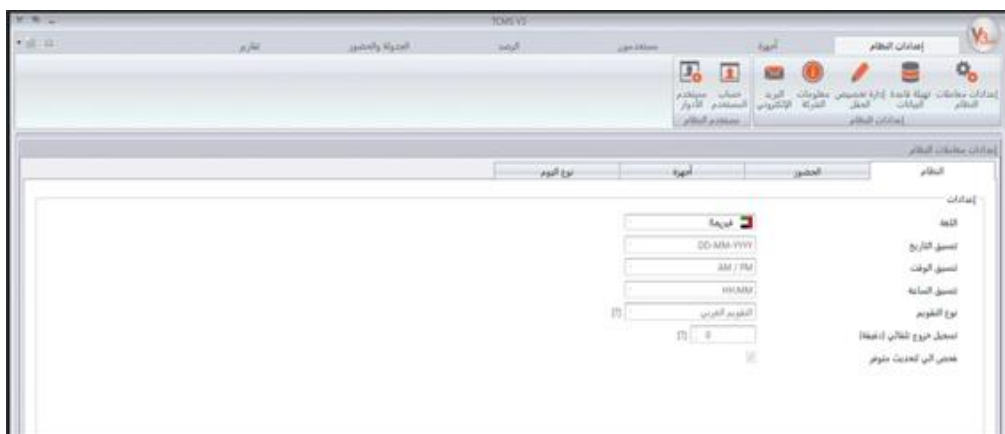 TCMS V3
V3
إعدادات النظام
أجهزة
مستخدمون
الرصد
الجدولة والحضور
تقارير
إعدادات معاملات النظام
تهيئة قاعدة البيانات
إدارة تخصيص الحقل
معلومات الشركة
البريد الإلكتروني
حساب المستخدم
مستخدم الأدوار
إعدادات النظام
مستخدم النظام
إعدادات معاملات النظام
النظام
الحضور
أجهزة
نوع اليوم
إعدادات
اللغة
تنسيق التاريخ DD-MM-YYYY
تنسيق الوقت AM / PM
تنسيق الساعة HH:MM
نوع التقويم التقويم الغربي [?]
تسجيل خروج تلقائي (دقيقة) 0 [?]
فحص الي لتحديث متوفر